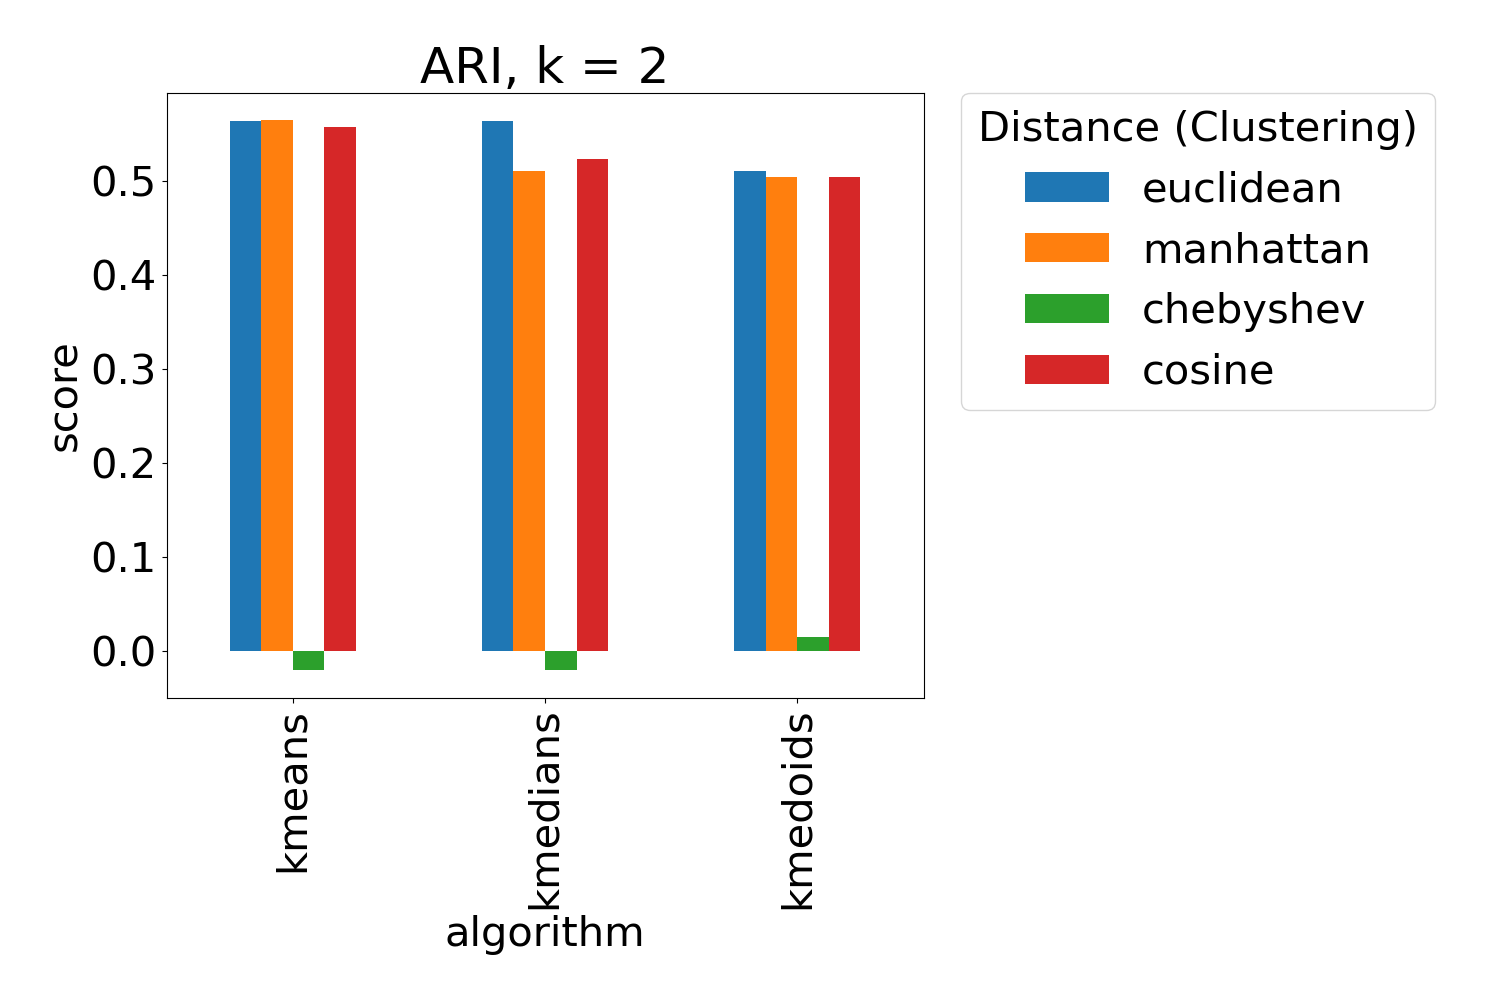 ARI, k = 2
Distance (Clustering)
euclidean
manhattan
chebyshev
cosine
score
0.5
0.4
0.3
0.2
0.1
0.0
kmeans
kmedians
kmedoids
algorithm